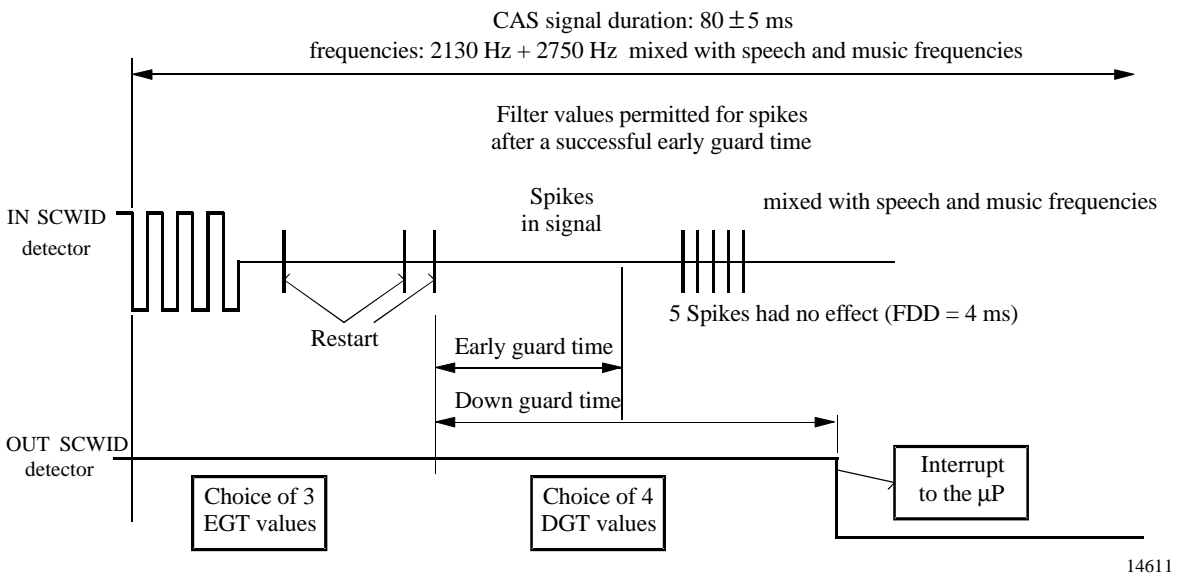 CAS signal duration: 80 ± 5 ms
frequencies: 2130 Hz + 2750 Hz mixed with speech and music frequencies
Filter values permitted for spikes
after a successful early guard time
IN SCWID
detector
Spikes
in signal
mixed with speech and music frequencies
Restart
5 Spikes had no effect (FDD = 4 ms)
Early guard time
Down guard time
OUT SCWID
detector
Choice of 3
EGT values
Choice of 4
DGT values
Interrupt
to the µP
14611